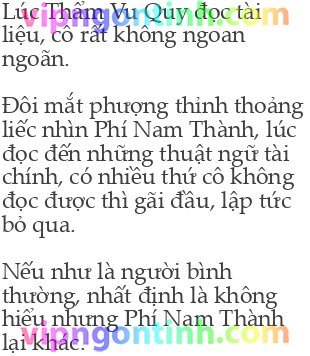 Lúc Thẩm Vu Quy đọc tài
vipngontinh.com
liệu, cô rất không ngoan
ngoãn.
Đôi mắt phượng thỉnh thoảng
liếc nhìn Phí Nam Thành, lúc
đọc đến những thuật ngữ tài
chính, có nhiều thứ cô không
đọc được thì gãi đầu, lập tức
bỏ qua.
Nếu như là người bình
thường, nhất định là không
hiểu nhưng Phí Nam Thành
vipngontinh.com
lại khác.